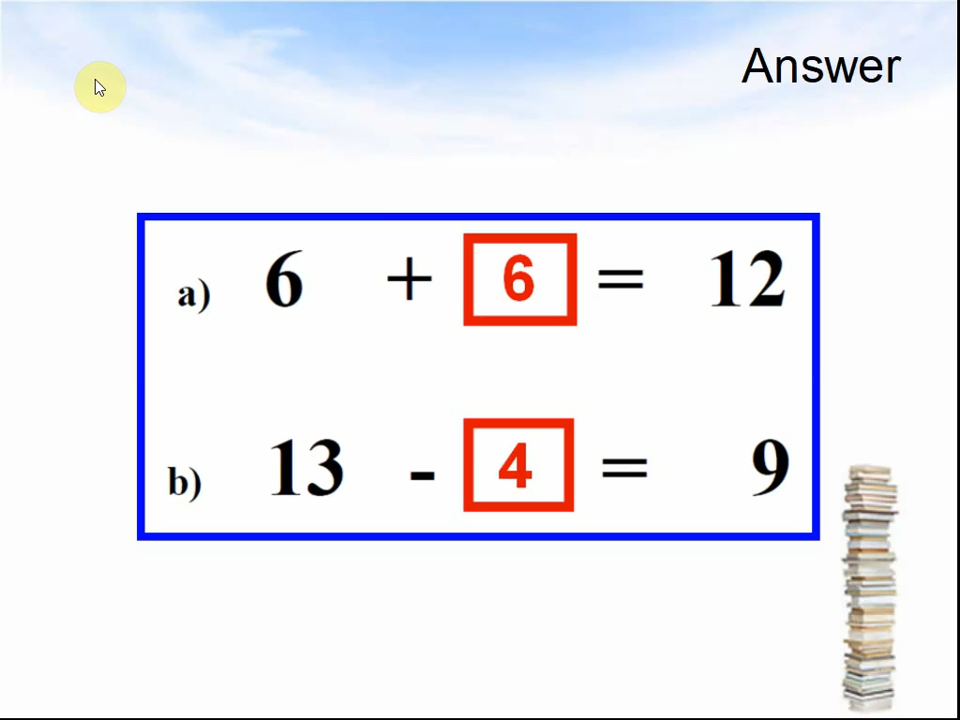 Answer
a) 6 + 6 = 12
b) 13 - 4 = 9